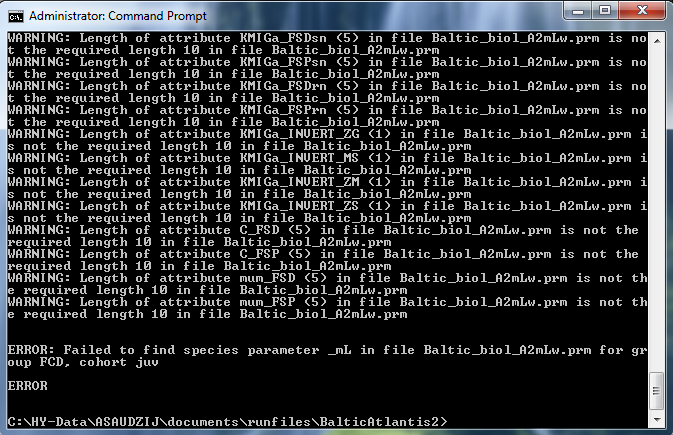 Administrator: Command Prompt
WARNING: Length of attribute KMIGa_FSDsn (5) in file Baltic_biol_A2mLw.prm is no
t the required length 10 in file Baltic_biol_A2mLw.prm
WARNING: Length of attribute KMIGa_FSPsn (5) in file Baltic_biol_A2mLw.prm is no
t the required length 10 in file Baltic_biol_A2mLw.prm
WARNING: Length of attribute KMIGa_FSDrn (5) in file Baltic_biol_A2mLw.prm is no
t the required length 10 in file Baltic_biol_A2mLw.prm
WARNING: Length of attribute KMIGa_FSPrn (5) in file Baltic_biol_A2mLw.prm is no
t the required length 10 in file Baltic_biol_A2mLw.prm
WARNING: Length of attribute KMIGa_INVERT_ZG (1) in file Baltic_biol_A2mLw.prm i
s not the required length 10 in file Baltic_biol_A2mLw.prm
WARNING: Length of attribute KMIGa_INVERT_MS (1) in file Baltic_biol_A2mLw.prm i
s not the required length 10 in file Baltic_biol_A2mLw.prm
WARNING: Length of attribute KMIGa_INVERT_ZM (1) in file Baltic_biol_A2mLw.prm i
s not the required length 10 in file Baltic_biol_A2mLw.prm
WARNING: Length of attribute KMIGa_INVERT_ZS (1) in file Baltic_biol_A2mLw.prm i
s not the required length 10 in file Baltic_biol_A2mLw.prm
WARNING: Length of attribute C_FSD (5) in file Baltic_biol_A2mLw.prm is not the
required length 10 in file Baltic_biol_A2mLw.prm
WARNING: Length of attribute C_FSP (5) in file Baltic_biol_A2mLw.prm is not the
required length 10 in file Baltic_biol_A2mLw.prm
WARNING: Length of attribute mum_FSD (5) in file Baltic_biol_A2mLw.prm is not th
e required length 10 in file Baltic_biol_A2mLw.prm
WARNING: Length of attribute mum_FSP (5) in file Baltic_biol_A2mLw.prm is not th
e required length 10 in file Baltic_biol_A2mLw.prm
ERROR: Failed to find species parameter _mL in file Baltic_biol_A2mLw.prm for gr
oup FCD, cohort juv
ERROR
C:\HY-Data\ASAUDZIJ\documents\runfiles\BalticAtlantis2>